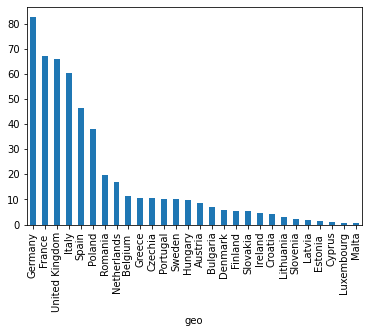 80
70
60
50
40
30
20
10
0
Germany
France
United Kingdom
Italy
Spain
Poland
Romania
Netherlands
Belgium
Greece
Czechia
Portugal
Sweden
Hungary
Austria
Bulgaria
Denmark
Finland
Slovakia
Ireland
Croatia
Lithuania
Slovenia
Latvia
Estonia
Cyprus
Luxembourg
Malta
geo